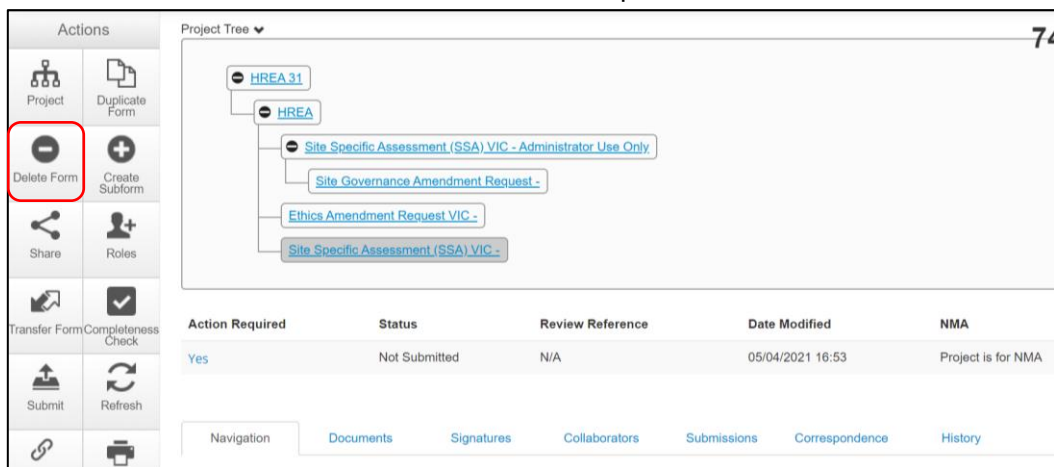 Actions
Project
Duplicate
Form
Delete Form
Create
Subform
Share
Roles
Transfer Form
Completeness
Check
Submit
Refresh
Project Tree
74
HREA 31
HREA
Site Specific Assessment (SSA) VIC - Administrator Use Only
Site Governance Amendment Request -
Ethics Amendment Request VIC -
Site Specific Assessment (SSA) VIC -
Action Required Status Review Reference Date Modified NMA
Yes Not Submitted N/A 05/04/2021 16:53 Project is for NMA
Navigation Documents Signatures Collaborators Submissions Correspondence History